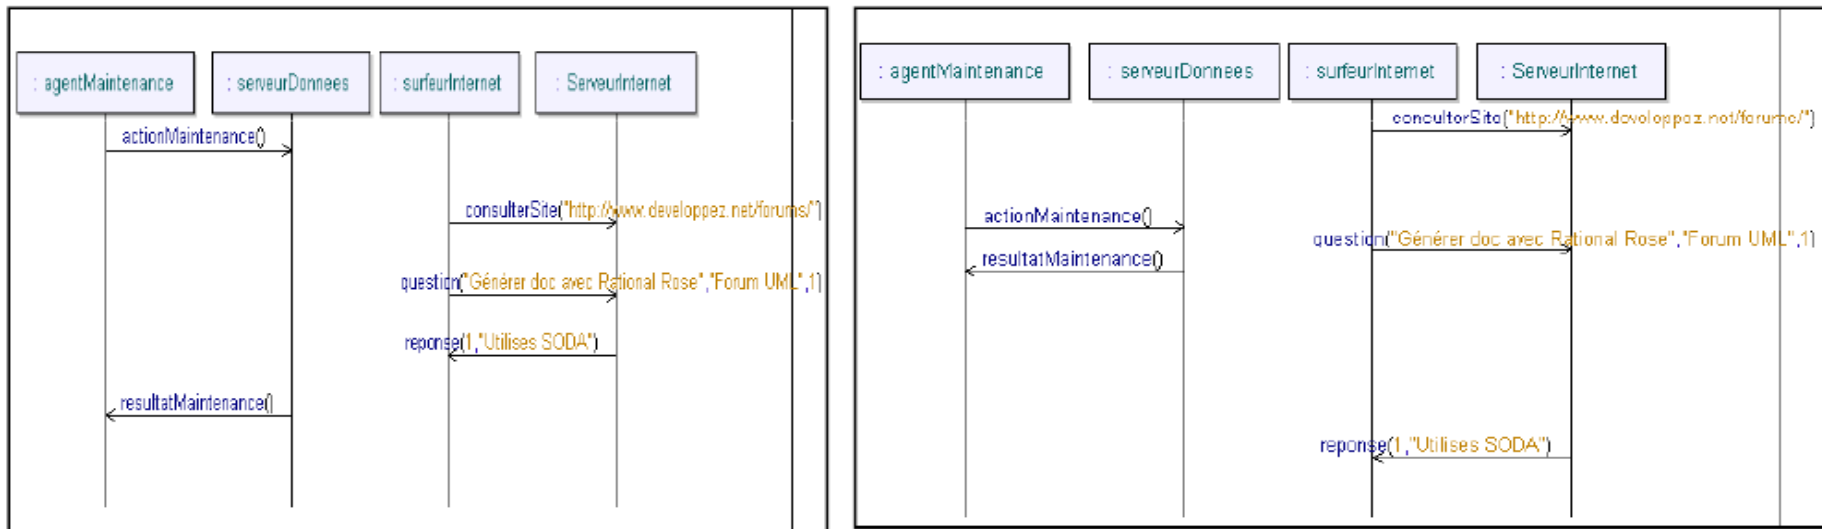 : agentMaintenance
: serveurDonnees
: surfeurInternet
: ServeurInternet
actionMaintenance()
consulterSite("http://www.developpez.net/forums/")
question("Générer doc avec Rational Rose","Forum UML",1)
reponse(1,"Utilises SODA")
resultatMaintenance()
: agentMaintenance
: serveurDonnees
: surfeurInternet
: ServeurInternet
consulterSite("http://www.developpez.net/forums/")
actionMaintenance()
question("Générer doc avec Rational Rose","Forum UML",1)
resultatMaintenance()
reponse(1,"Utilises SODA")